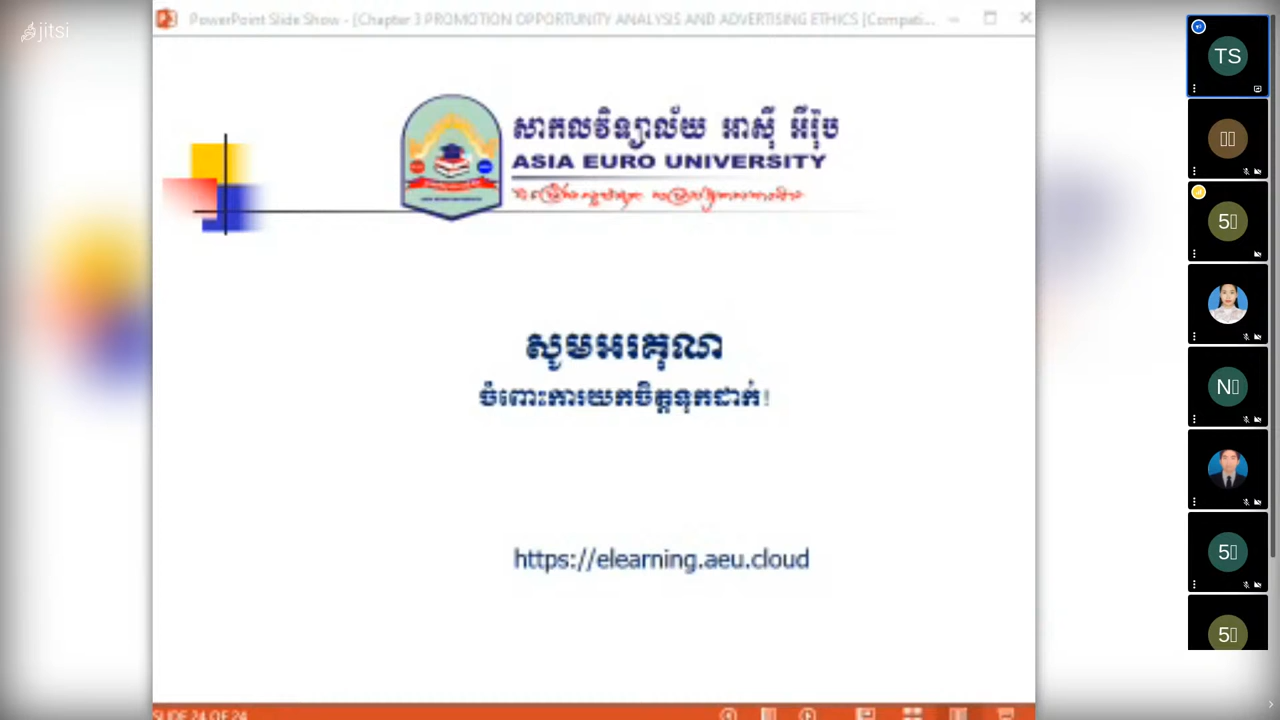 jitsi
PowerPoint Slide Show - [Chapter 3 PROMOTION OPPORTUNITY ANALYSIS AND ADVERTISING ETHICS [Compati...
សាកលវិទ្យាល័យ អាស៊ី អឺរ៉ុប
ASIA EURO UNIVERSITY
សូមអរគុណ
ចំពោះការយកចិត្តទុកដាក់!
https://elearning.aeu.cloud
SLIDE 24 OF 24
TS
5
N
5
5